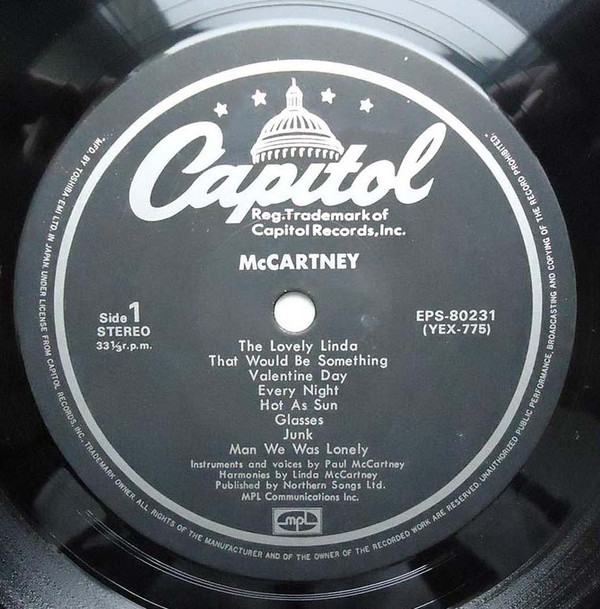 Capitol
Reg.Trademark of
Capitol Records,Inc.
McCARTNEY
Side 1
STEREO
33⅓r.p.m.
EPS-80231
(YEX-775)
The Lovely Linda
That Would Be Something
Valentine Day
Every Night
Hot As Sun
Glasses
Junk
Man We Was Lonely
Instruments and voices by Paul McCartney
Harmonies by Linda McCartney
Published by Northern Songs Ltd.
MPL Communications Inc.
MPL
MFD. BY TOSHIBA-EMI LTD. IN JAPAN UNDER LICENSE FROM CAPITOL RECORDS, INC., TRADEMARK OWNER. ALL RIGHTS OF THE MANUFACTURER AND OF THE OWNER OF THE RECORDED WORK ARE RESERVED. UNAUTHORIZED PUBLIC PERFORMANCE, BROADCASTING AND COPYING OF THE RECORD PROHIBITED."